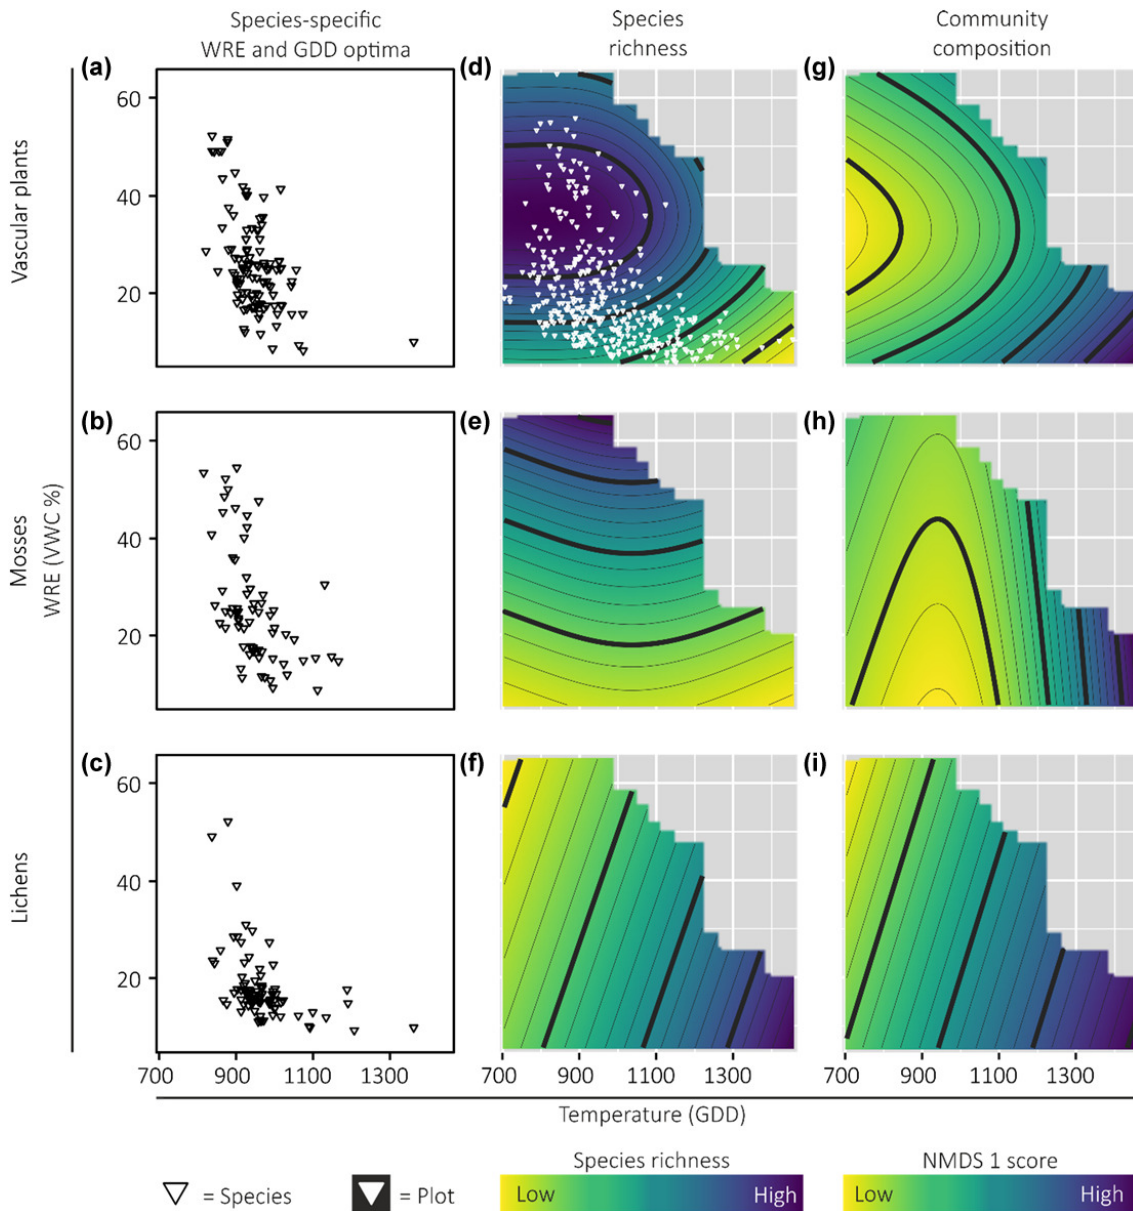 Species-specific
WRE and GDD optima
Species
richness
Community
composition
(a)
(d)
(g)
Vascular plants
60
40
20
(b)
(e)
(h)
Mosses
WRE (VWC %)
60
40
20
(c)
(f)
(i)
Lichens
60
40
20
700 900 1100 1300
700 900 1100 1300
700 900 1100 1300
Temperature (GDD)
= Species
= Plot
Species richness
Low High
NMDS 1 score
Low High